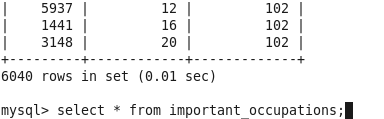 |    5937 |         12 |          102 |
|    1441 |         16 |          102 |
|    3148 |         20 |          102 |
+---------+------------+--------------+
6040 rows in set (0.01 sec)
mysql> select * from important_occupations;